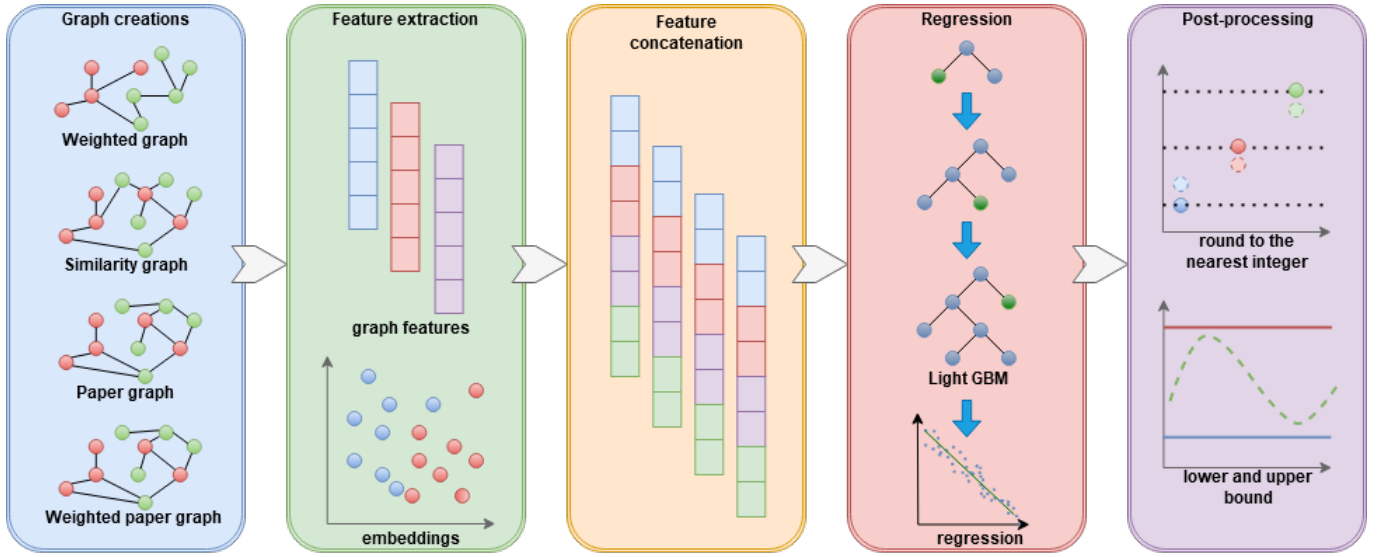 Graph creations
Weighted graph
Similarity graph
Paper graph
Weighted paper graph
Feature extraction
graph features
embeddings
Feature
concatenation
Regression
Light GBM
regression
Post-processing
round to the
nearest integer
lower and upper
bound